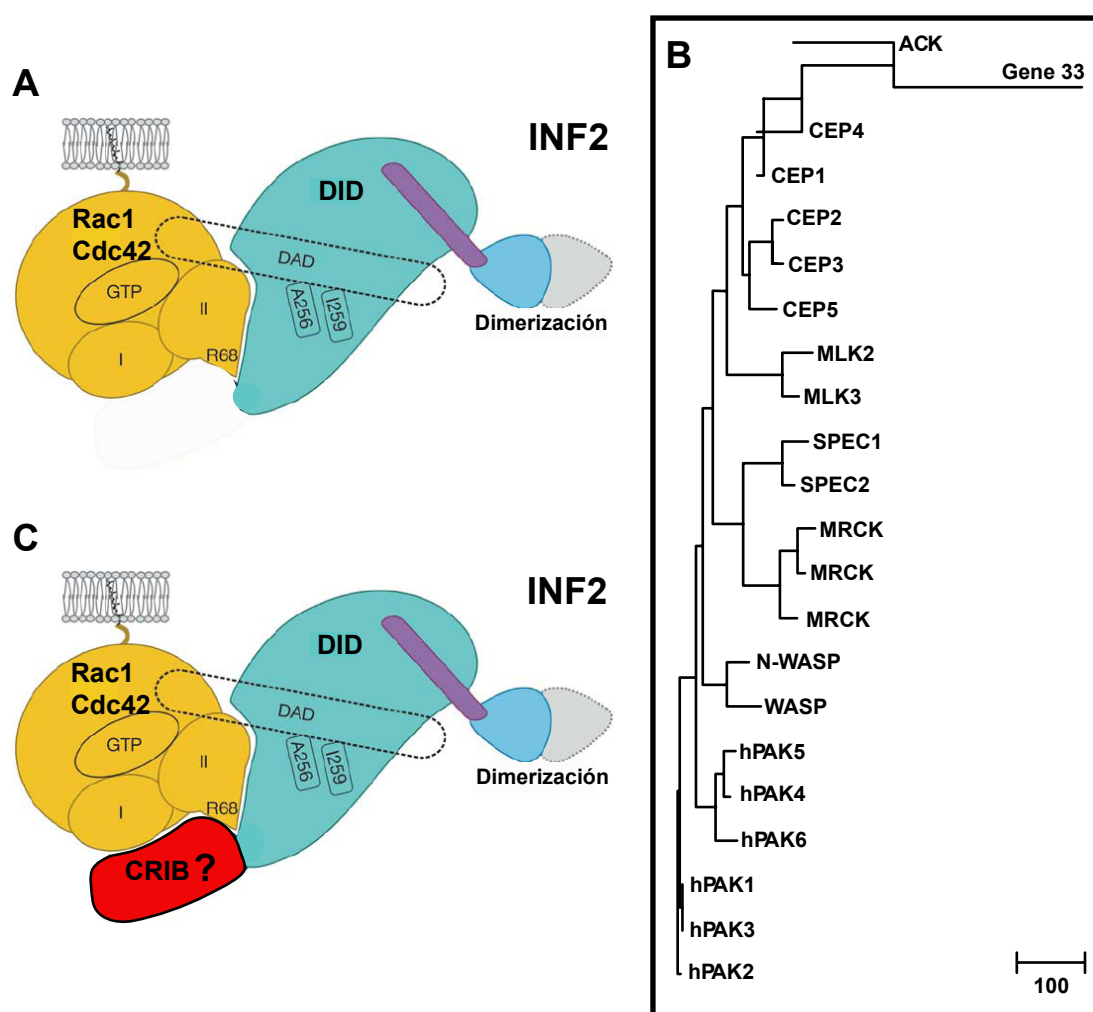 A
INF2
Rac1
Cdc42
DID
GTP
DAD
A256
I259
II
I
R68
Dimerización
B
ACK
Gene 33
CEP4
CEP1
CEP2
CEP3
CEP5
MLK2
MLK3
SPEC1
SPEC2
MRCK
MRCK
MRCK
N-WASP
WASP
hPAK5
hPAK4
hPAK6
hPAK1
hPAK3
hPAK2
100
C
INF2
Rac1
Cdc42
DID
GTP
DAD
A256
I259
II
I
R68
CRIB ?
Dimerización